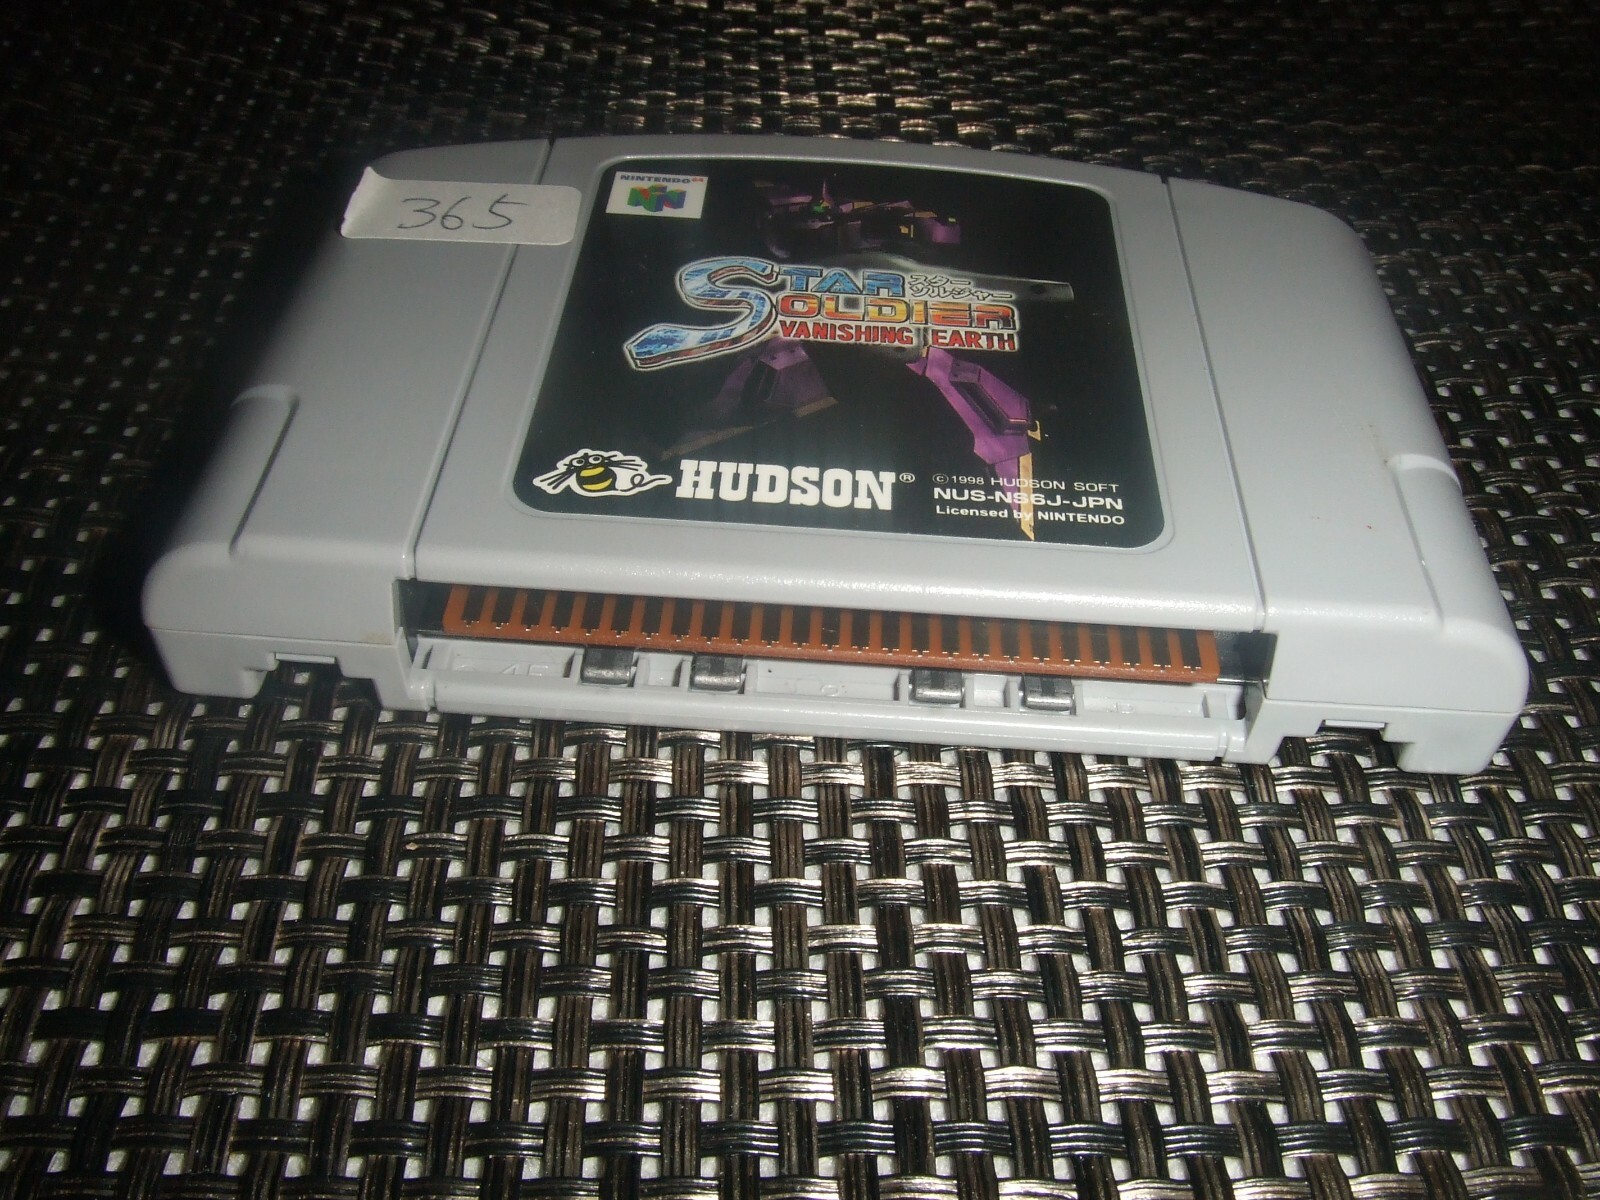 365
NINTENDO64
STAR スター
SOLDIER ソルジャー
VANISHING EARTH
HUDSON®
©1998 HUDSON SOFT
NUS-NS6J-JPN
Licensed by NINTENDO